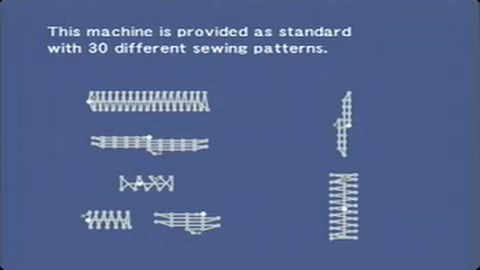 This machine is provided as standard
with 30 different sewing patterns.